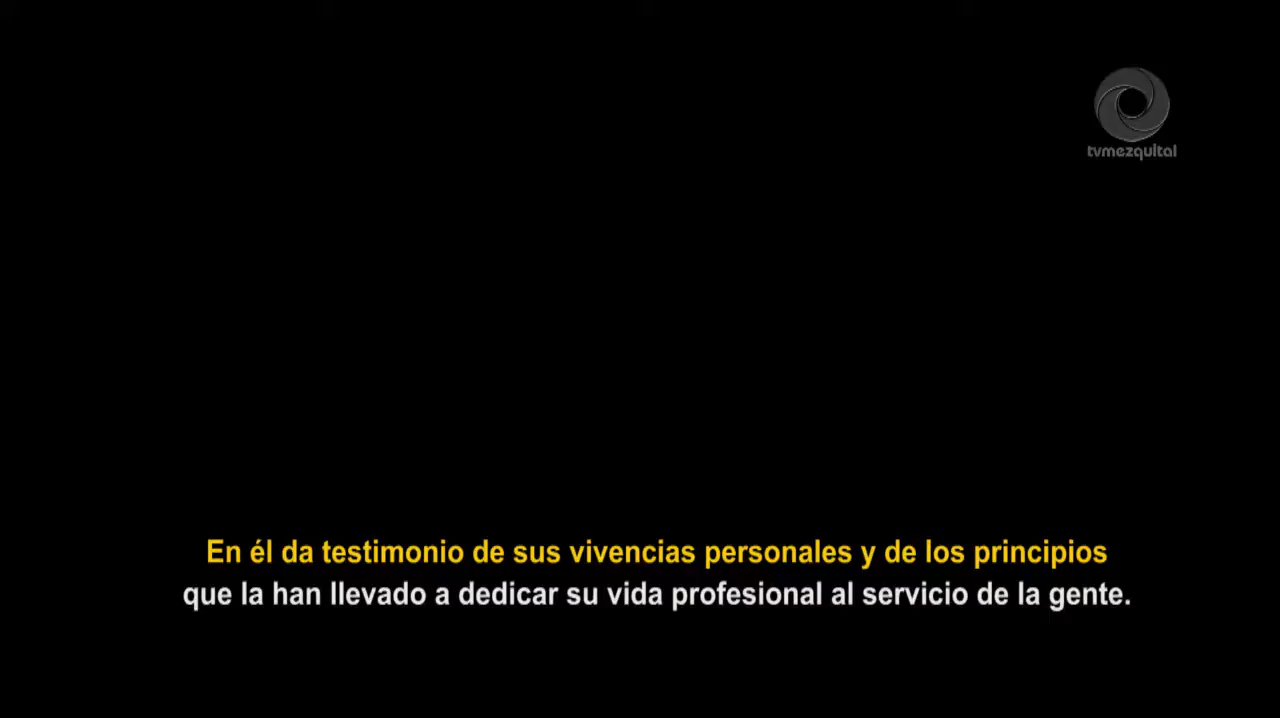 tvmezquital
En él da testimonio de sus vivencias personales y de los principios
que la han llevado a dedicar su vida profesional al servicio de la gente.